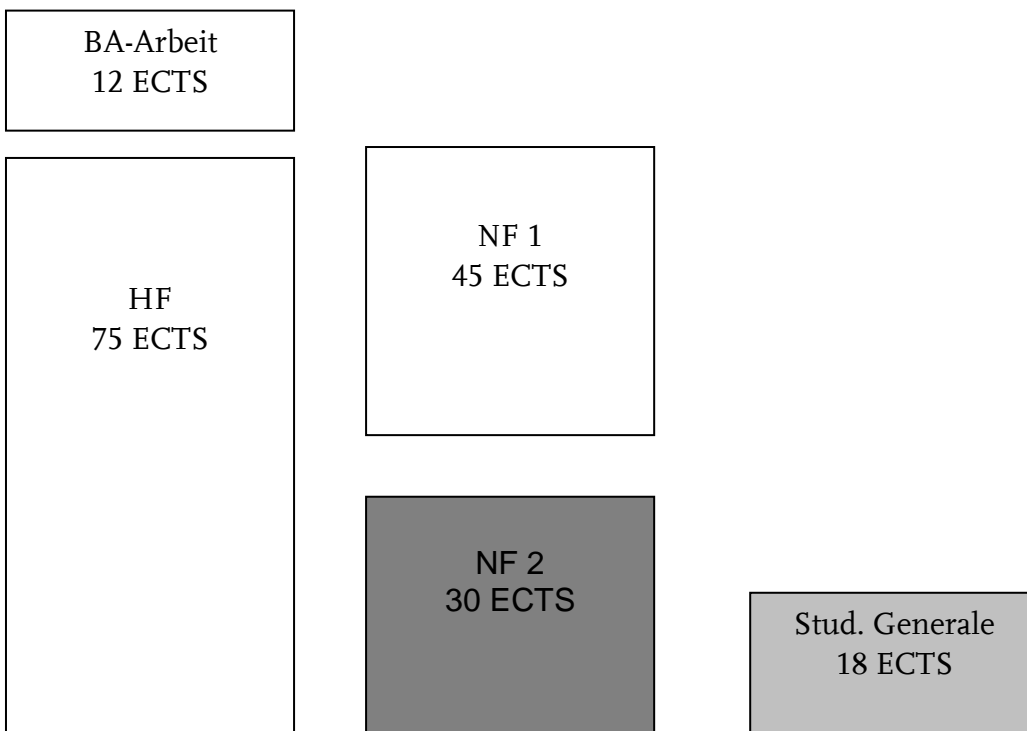 BA-Arbeit
12 ECTS
HF
75 ECTS
NF 1
45 ECTS
NF 2
30 ECTS
Stud. Generale
18 ECTS